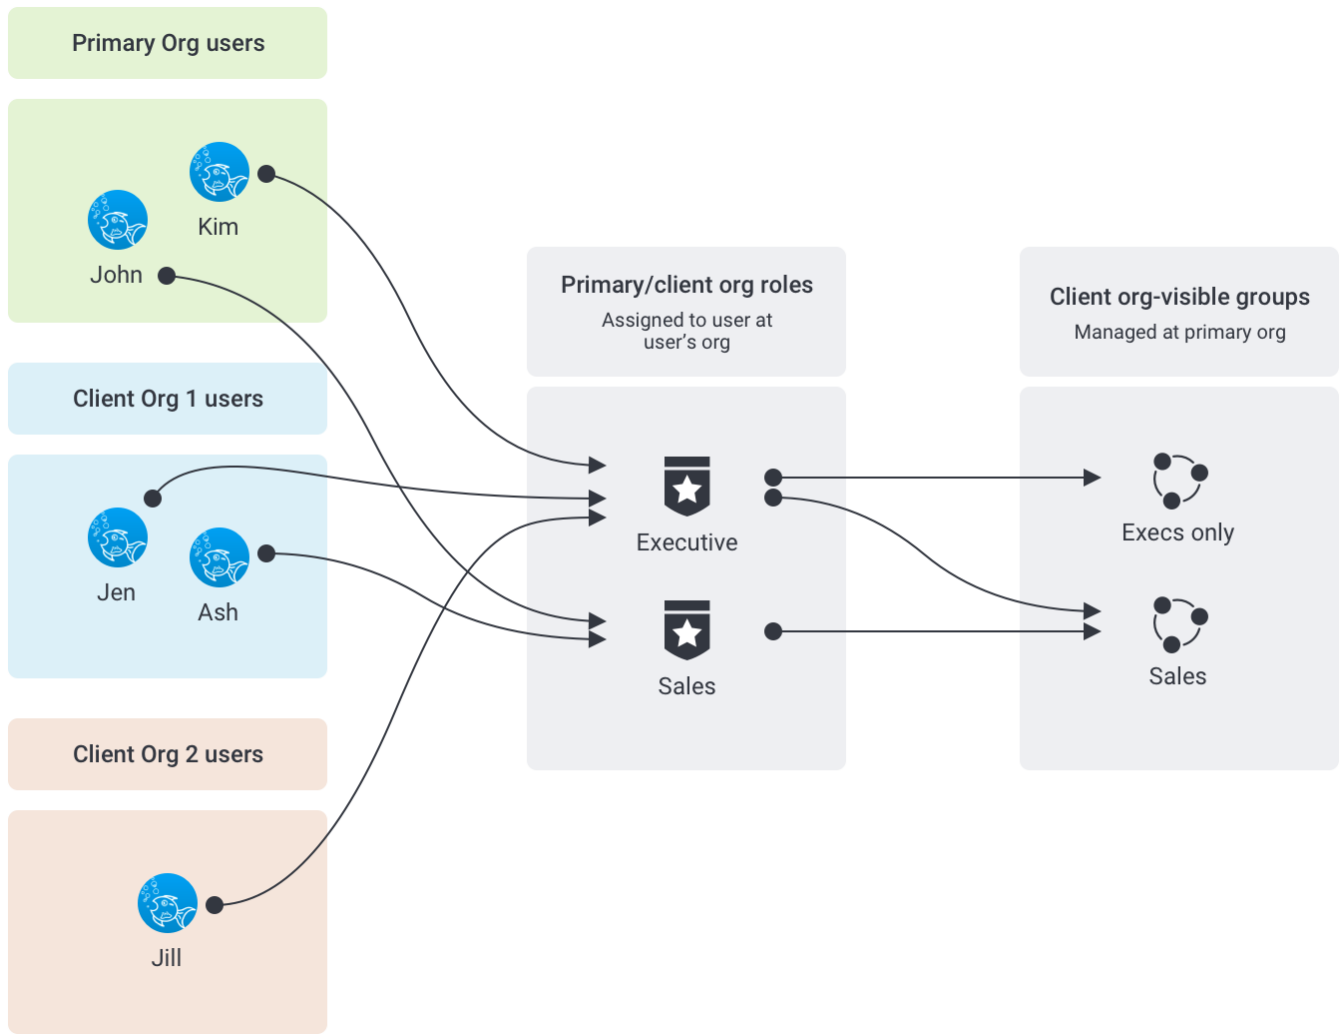 Primary Org users
Kim
John
Client Org 1 users
Jen
Ash
Client Org 2 users
Jill
Primary/client org roles
Assigned to user at
user’s org
Executive
Sales
Client org-visible groups
Managed at primary org
Execs only
Sales